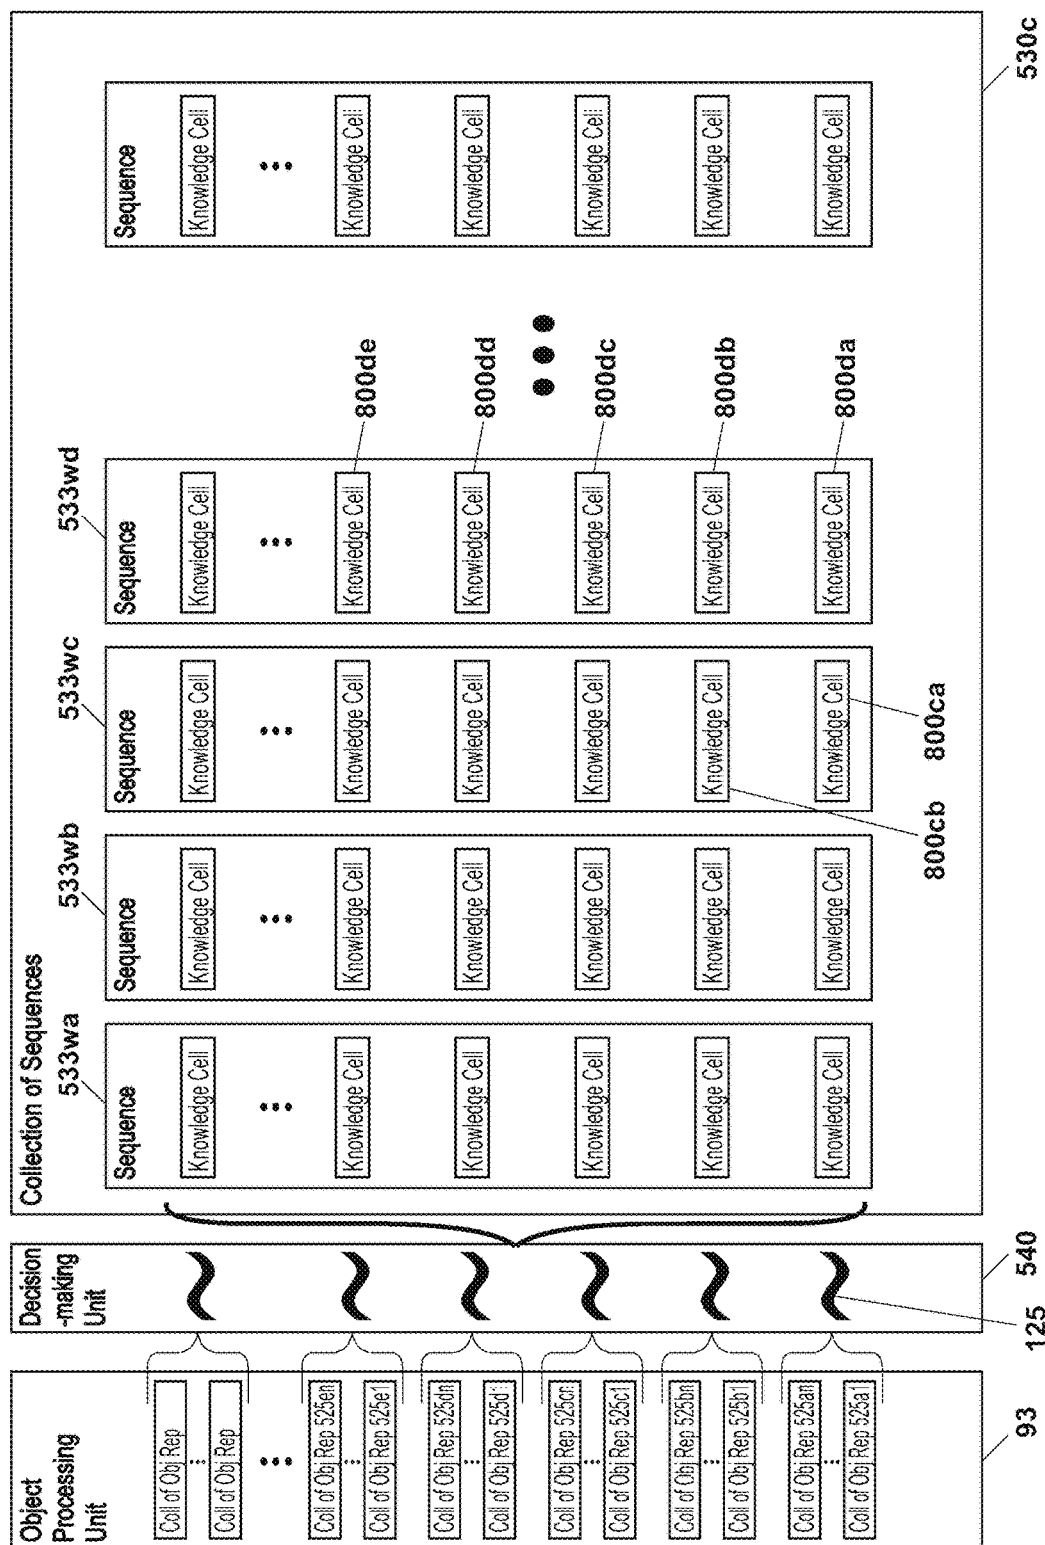 Object
Processing
Unit
Coll of Obj Rep
Coll of Obj Rep
Coll of Obj Rep 525en
Coll of Obj Rep 525e1
Coll of Obj Rep 525dn
Coll of Obj Rep 525d1
Coll of Obj Rep 525cn
Coll of Obj Rep 525c1
Coll of Obj Rep 525bn
Coll of Obj Rep 525b1
Coll of Obj Rep 525an
Coll of Obj Rep 525a1
93
Decision
-making
Unit
125
540
Collection of Sequences
533wa
Sequence
Knowledge Cell
Knowledge Cell
Knowledge Cell
Knowledge Cell
Knowledge Cell
Knowledge Cell
533wb
Sequence
Knowledge Cell
Knowledge Cell
Knowledge Cell
Knowledge Cell
Knowledge Cell
Knowledge Cell
533wc
Sequence
Knowledge Cell
Knowledge Cell
Knowledge Cell
Knowledge Cell
Knowledge Cell
Knowledge Cell
800cb
800ca
533wd
Sequence
Knowledge Cell
Knowledge Cell
Knowledge Cell
Knowledge Cell
Knowledge Cell
Knowledge Cell
800de
800dd
800dc
800db
800da
Sequence
Knowledge Cell
Knowledge Cell
Knowledge Cell
Knowledge Cell
Knowledge Cell
Knowledge Cell
530c